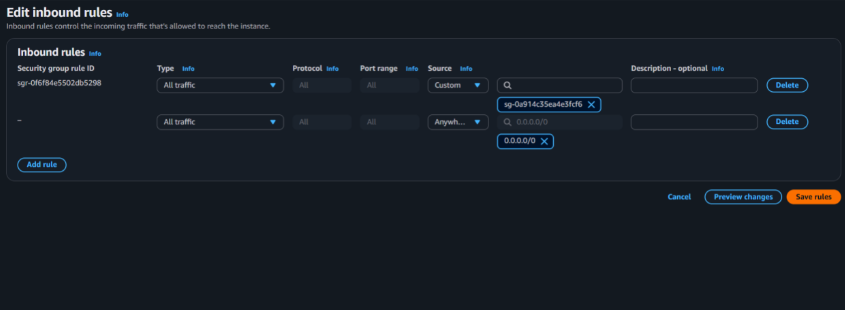 Edit inbound rules Info
Inbound rules control the incoming traffic that's allowed to reach the instance.
Inbound rules Info
Security group rule ID Type Info Protocol Info Port range Info Source Info Description - optional Info
sgr-0f6f84e5502db5298 All traffic All All Custom Delete
sg-0a914c35ea4e3fcf6
– All traffic All All Anywh... 0.0.0.0/0 Delete
0.0.0.0/0
Add rule
Cancel Preview changes Save rules